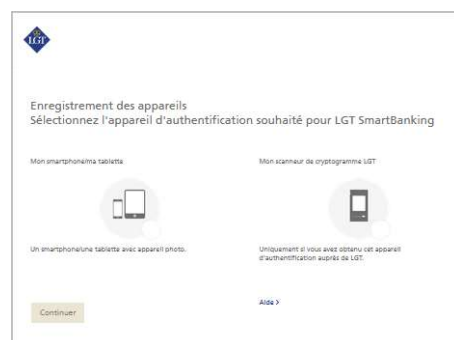 LGT
Enregistrement des appareils
Sélectionnez l'appareil d'authentification souhaité pour LGT SmartBanking
Mon smartphone/ma tablette
Mon scanneur de cryptogramme LGT
Un smartphone/une tablette avec appareil photo.
Uniquement si vous avez obtenu cet appareil
d'authentification auprès de LGT.
Aide >
Continuer